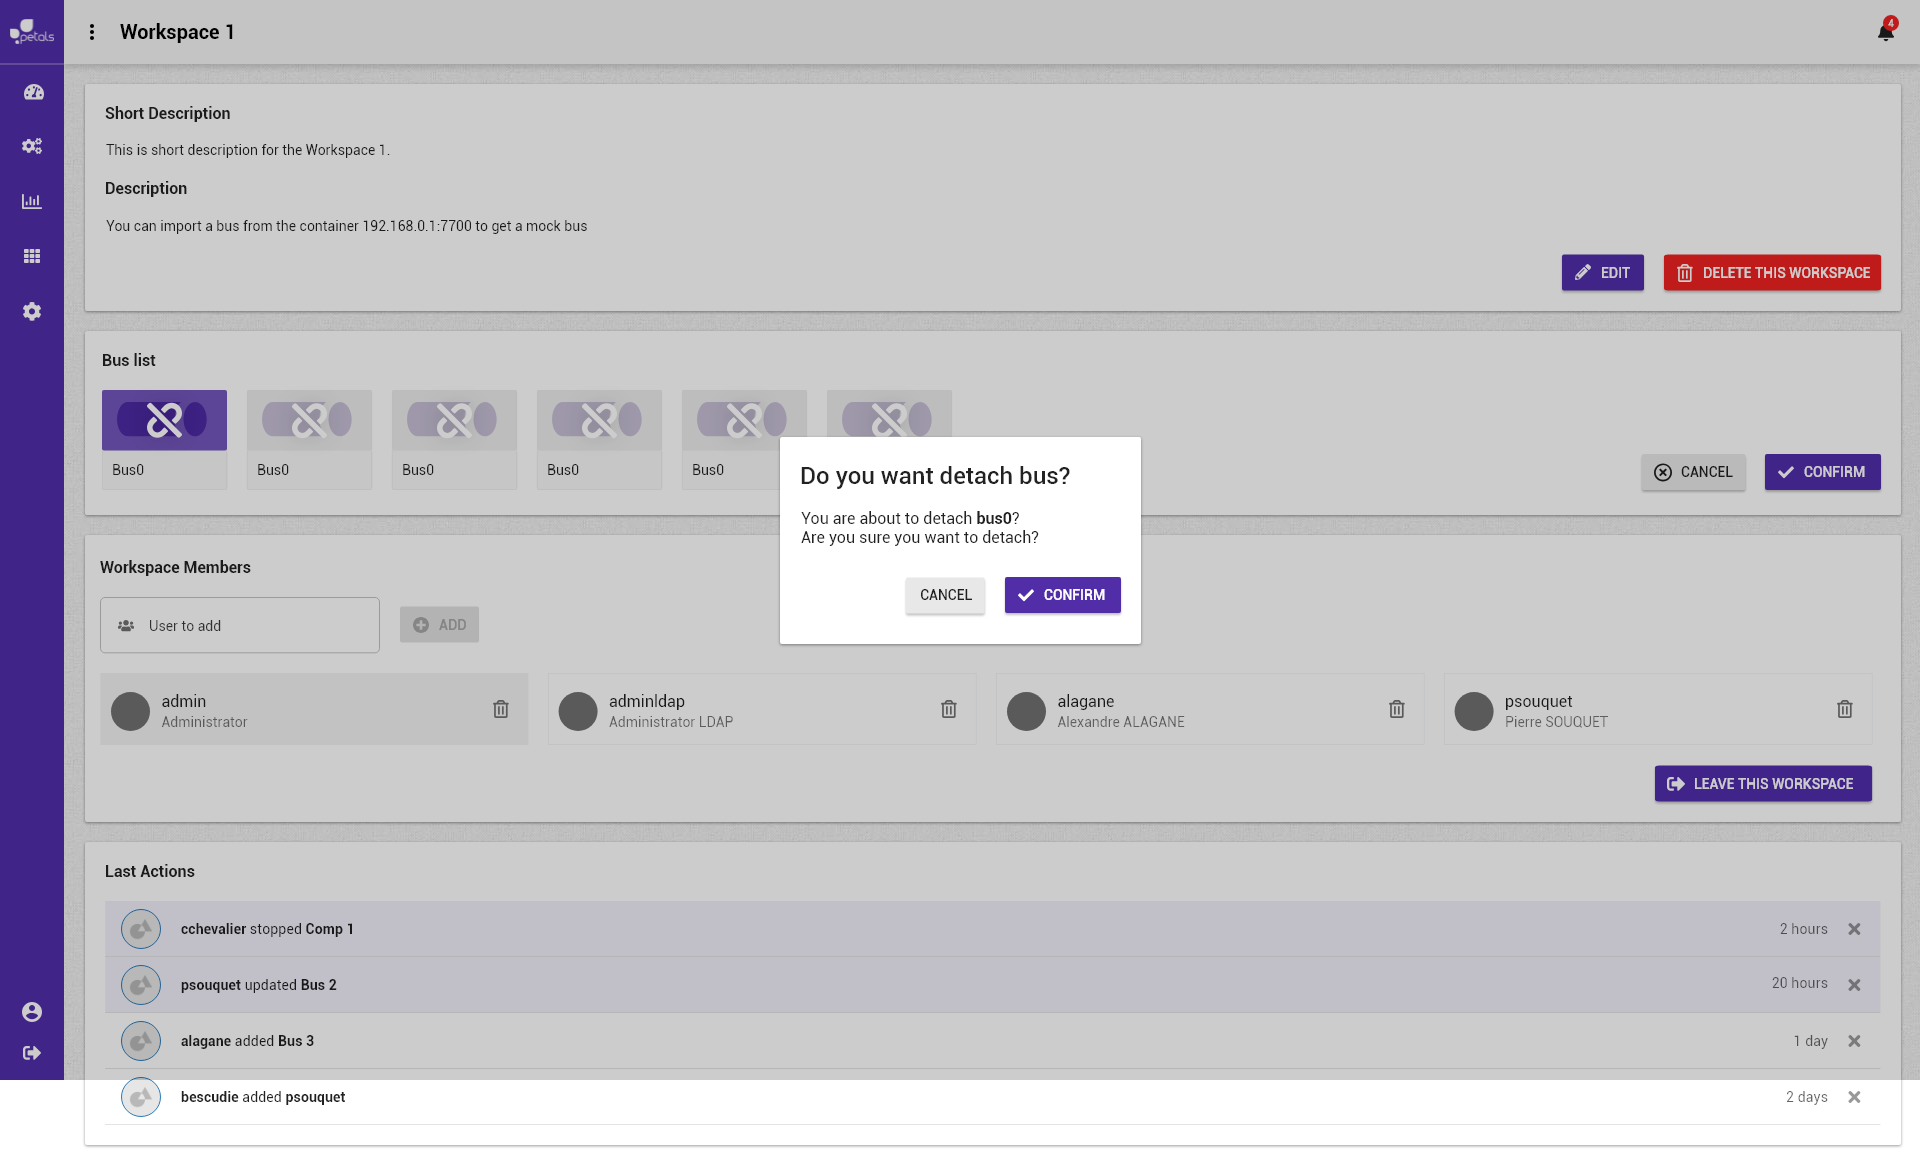 petals
Workspace 1
4
Short Description
This is short description for the Workspace 1.
Description
You can import a bus from the container 192.168.0.1:7700 to get a mock bus
EDIT
DELETE THIS WORKSPACE
Bus list
Bus0
Bus0
Bus0
Bus0
Bus0
CANCEL
CONFIRM
Do you want detach bus?
You are about to detach bus0?
Are you sure you want to detach?
CANCEL
CONFIRM
Workspace Members
User to add
ADD
admin
Administrator
adminldap
Administrator LDAP
alagane
Alexandre ALAGANE
psouquet
Pierre SOUQUET
LEAVE THIS WORKSPACE
Last Actions
cchevalier stopped Comp 1
2 hours
psouquet updated Bus 2
20 hours
alagane added Bus 3
1 day
bescudie added psouquet
2 days